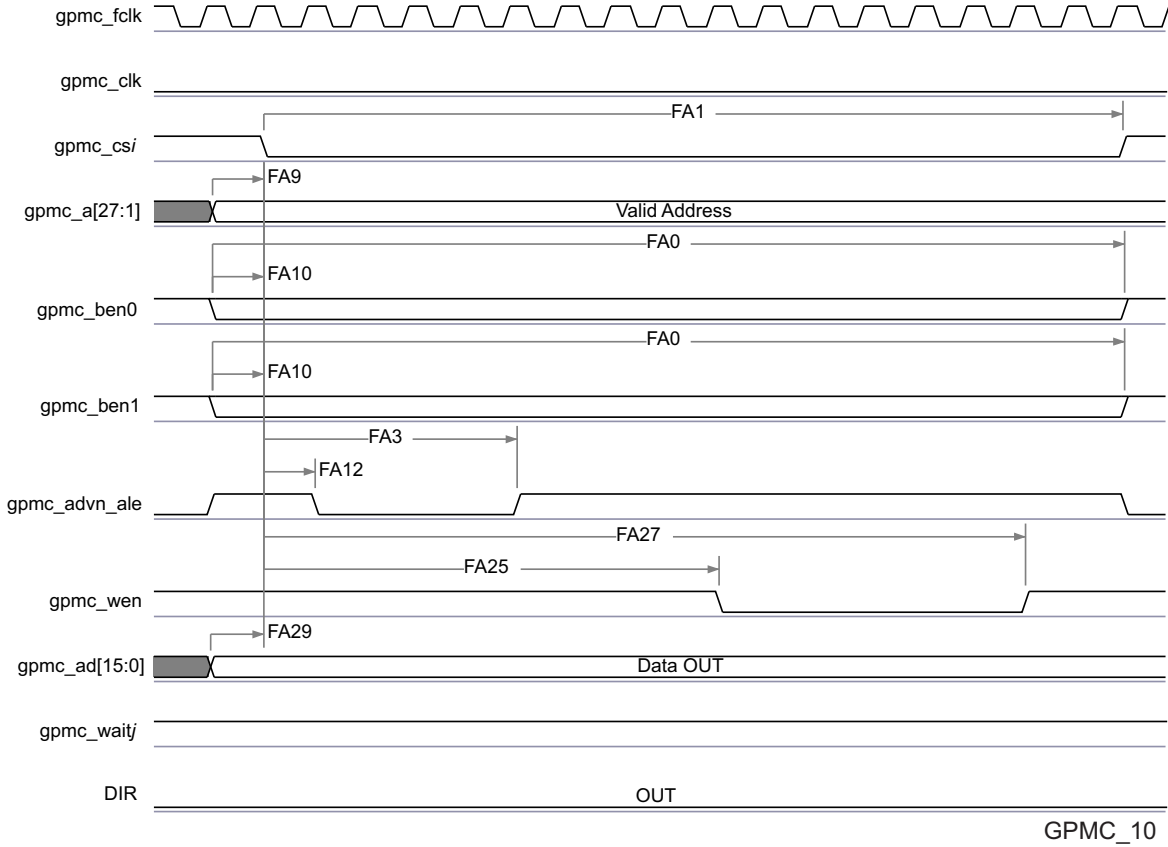 gpmc_fclk
gpmc_clk
FA1
gpmc_csi
FA9
gpmc_a[27:1] Valid Address
FA0
FA10
gpmc_ben0
FA0
FA10
gpmc_ben1
FA3
FA12
gpmc_advn_ale
FA27
FA25
gpmc_wen
FA29
gpmc_ad[15:0] Data OUT
gpmc_waitj
DIR OUT
GPMC_10